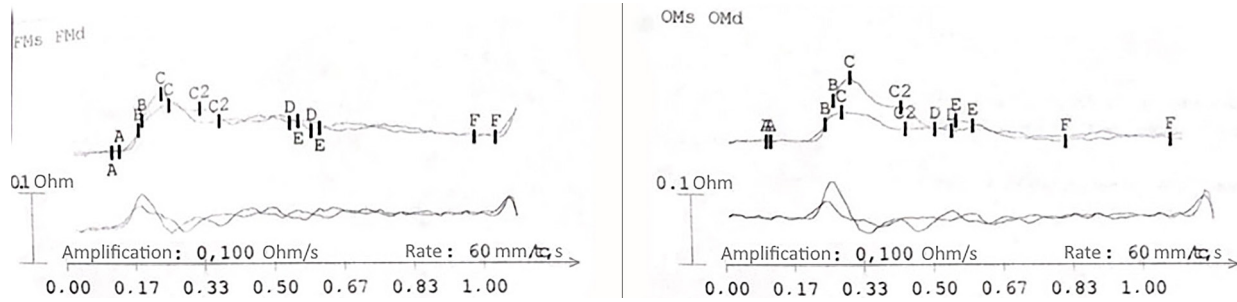 FMs FMd
C
C
C2
C2
B
B
A
A
D
D
E
E
F
F
0.1 Ohm
Amplification: 0,100 Ohm/s
Rate: 60 mm/s
0.00 0.17 0.33 0.50 0.67 0.83 1.00
OMs OMd
C
B
C2
B
C
C2
D
E
E
A
F
F
0.1 Ohm
Amplification: 0,100 Ohm/s
Rate: 60 mm/
0.00 0.17 0.33 0.50 0.67 0.83 1.00